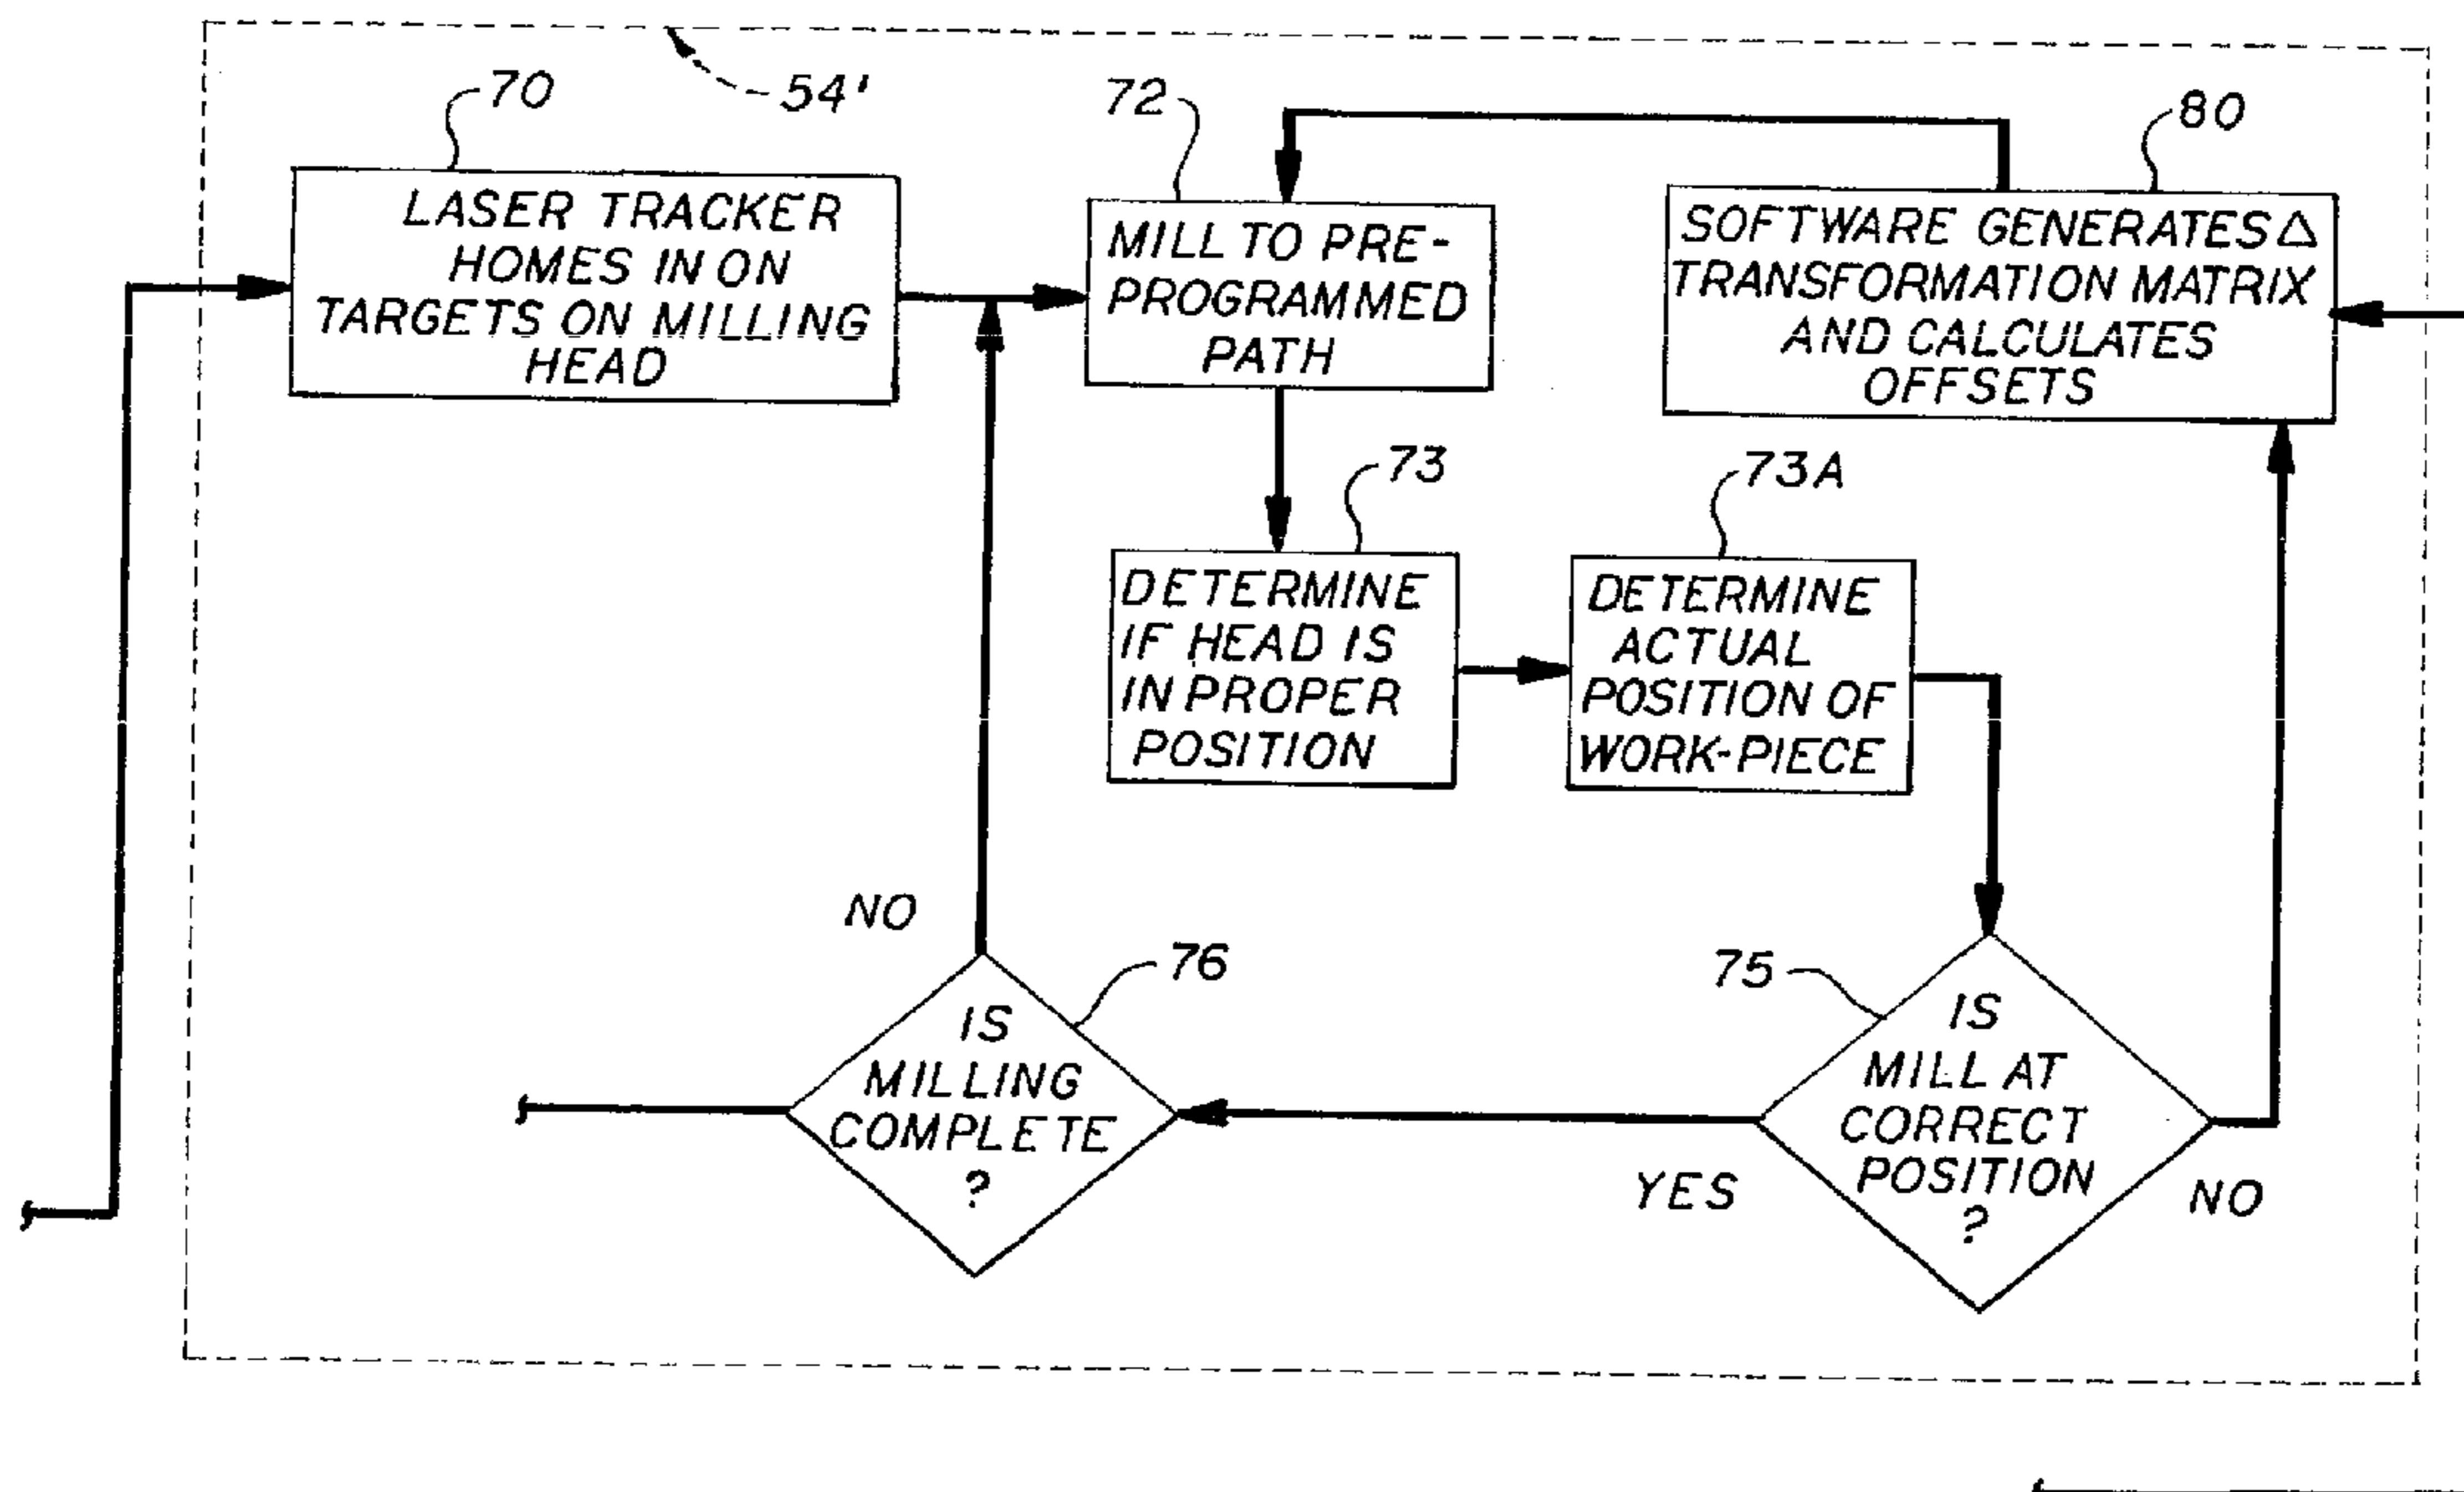 54'
70
LASER TRACKER
HOMES IN ON
TARGETS ON MILLING
HEAD
72
MILL TO PRE-
PROGRAMMED
PATH
80
SOFTWARE GENERATES Δ
TRANSFORMATION MATRIX
AND CALCULATES
OFFSETS
73
DETERMINE
IF HEAD IS
IN PROPER
POSITION
73A
DETERMINE
ACTUAL
POSITION OF
WORK-PIECE
NO
76
IS
MILLING
COMPLETE
?
75
IS
MILL AT
CORRECT
POSITION
?
YES
NO